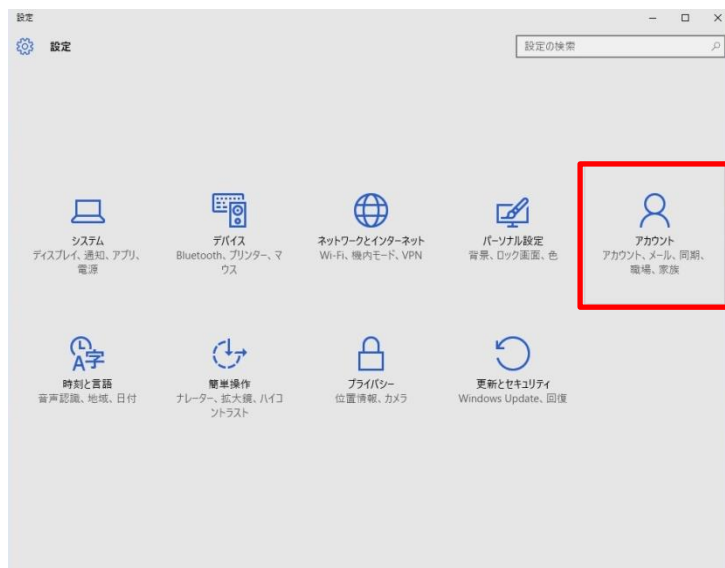 設定
設定
設定の検索
システム
ディスプレイ、通知、アプリ、
電源
デバイス
Bluetooth、プリンター、マ
ウス
ネットワークとインターネット
Wi-Fi、機内モード、VPN
パーソナル設定
背景、ロック画面、色
アカウント
アカウント、メール、同期、
職場、家族
時刻と言語
音声認識、地域、日付
簡単操作
ナレーター、拡大鏡、ハイコ
ントラスト
プライバシー
位置情報、カメラ
更新とセキュリティ
Windows Update、回復